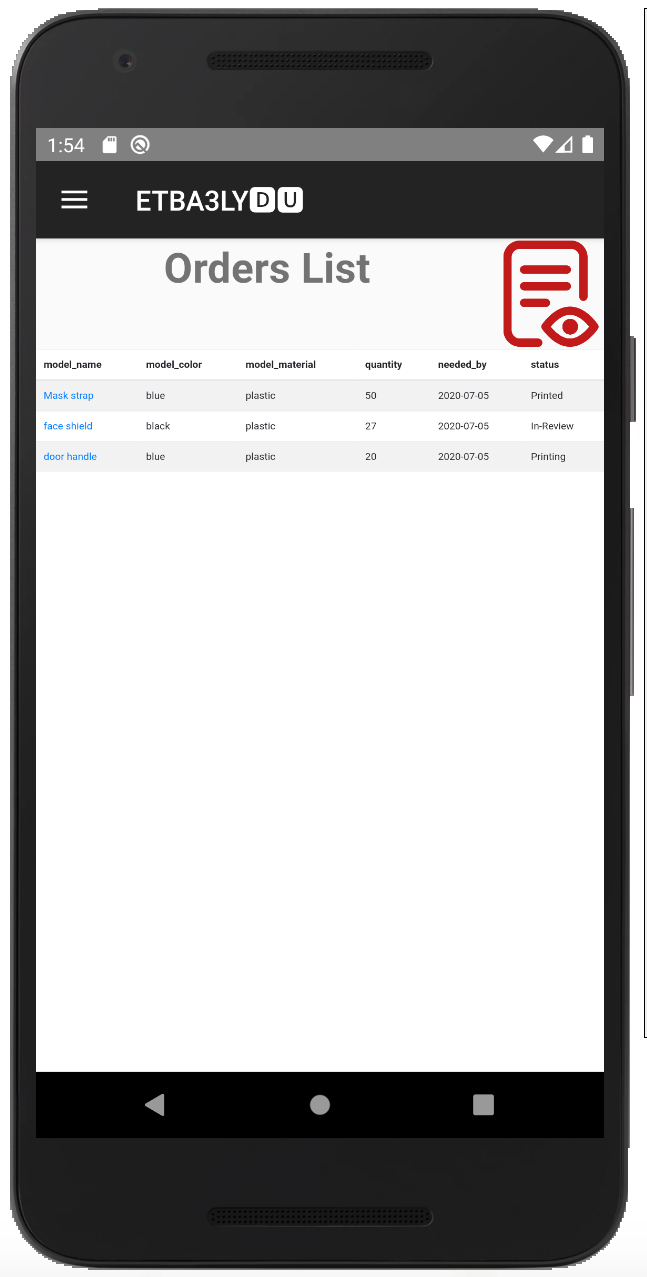 1:54
ETBA3LYDU
Orders List
model_name model_color model_material quantity needed_by status
Mask strap blue plastic 50 2020-07-05 Printed
face shield black plastic 27 2020-07-05 In-Review
door handle blue plastic 20 2020-07-05 Printing